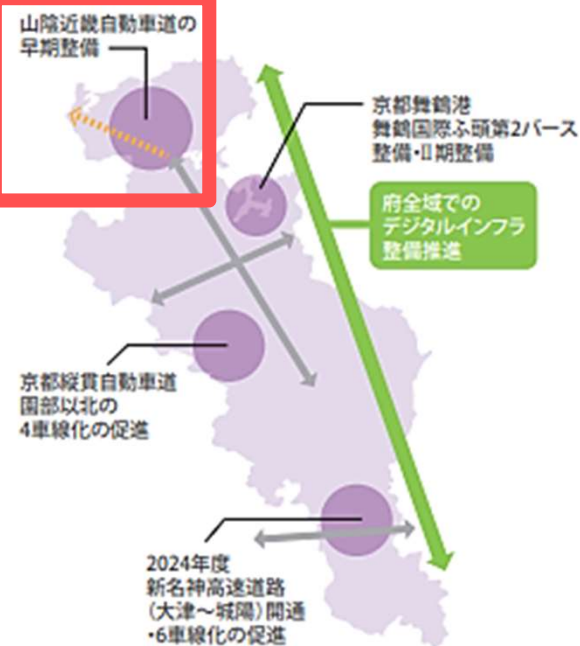 山陰近畿自動車道の
早期整備
京都舞鶴港
舞鶴国際ふ頭第2バース
整備・Ⅱ期整備
府全域での
デジタルインフラ
整備推進
京都縦貫自動車道
園部以北の
4車線化の促進
2024年度
新名神高速道路
（大津～城陽）開通
・6車線化の促進